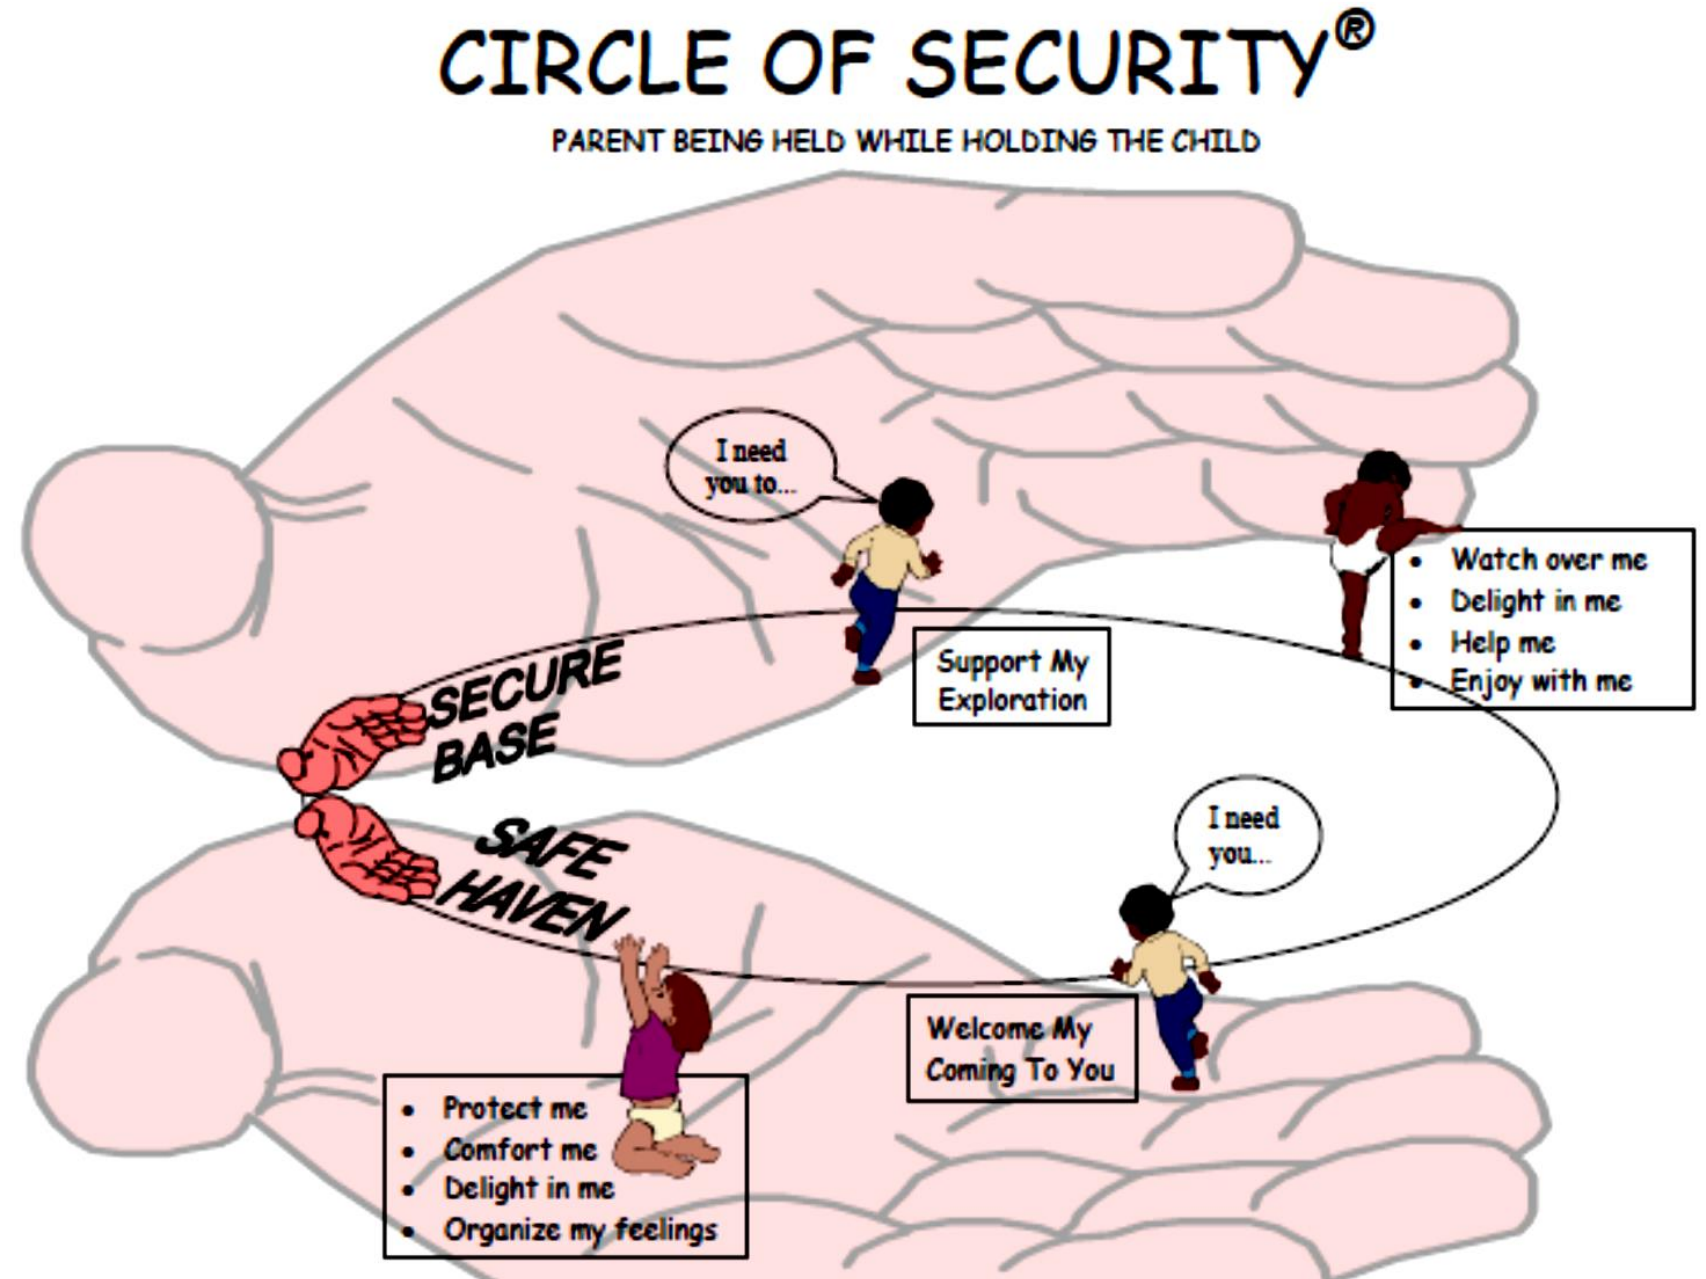 CIRCLE OF SECURITY®
PARENT BEING HELD WHILE HOLDING THE CHILD
I need
you to...
• Watch over me
• Delight in me
• Help me
• Enjoy with me
Support My
Exploration
SECURE
BASE
SAFE
HAVEN
I need
you...
Welcome My
Coming To You
• Protect me
• Comfort me
• Delight in me
• Organize my feelings